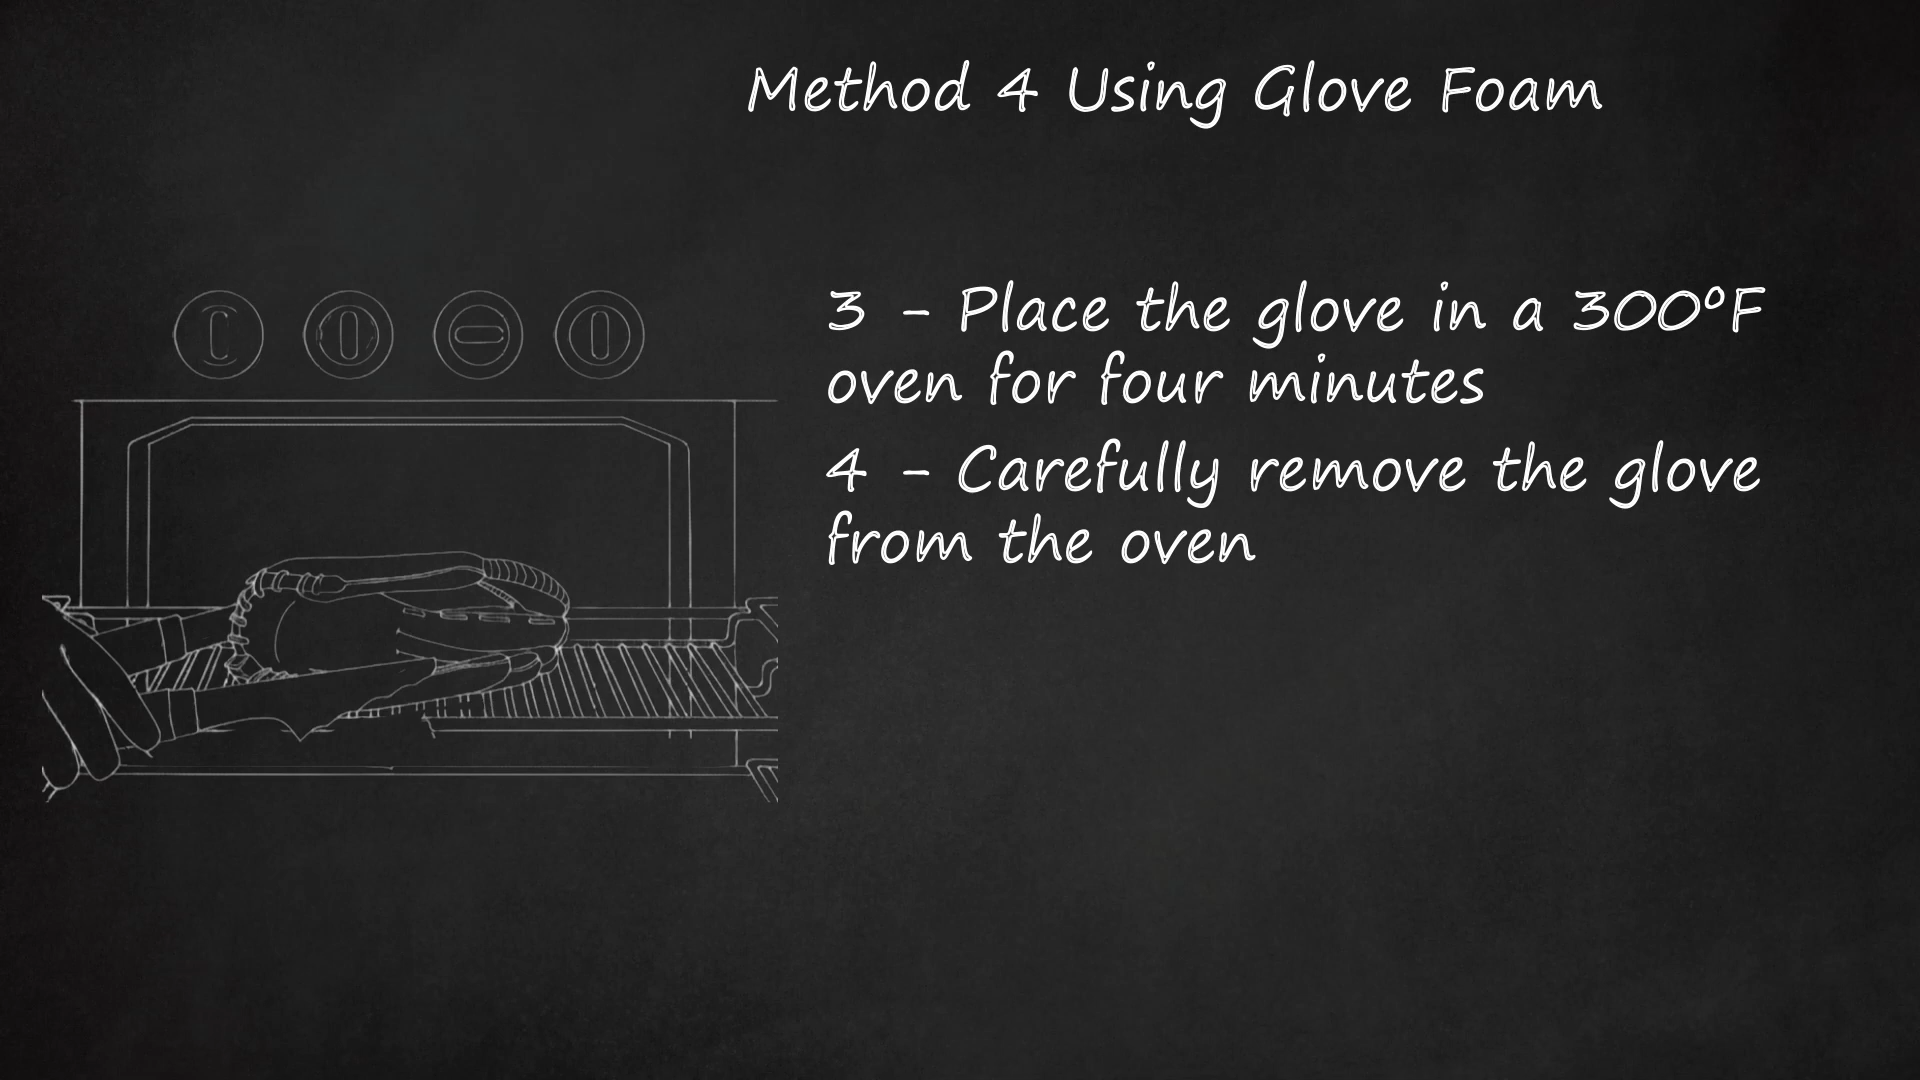 Method 4 Using Glove Foam
3 - Place the glove in a 300°F
oven for four minutes
4 - Carefully remove the glove
from the oven